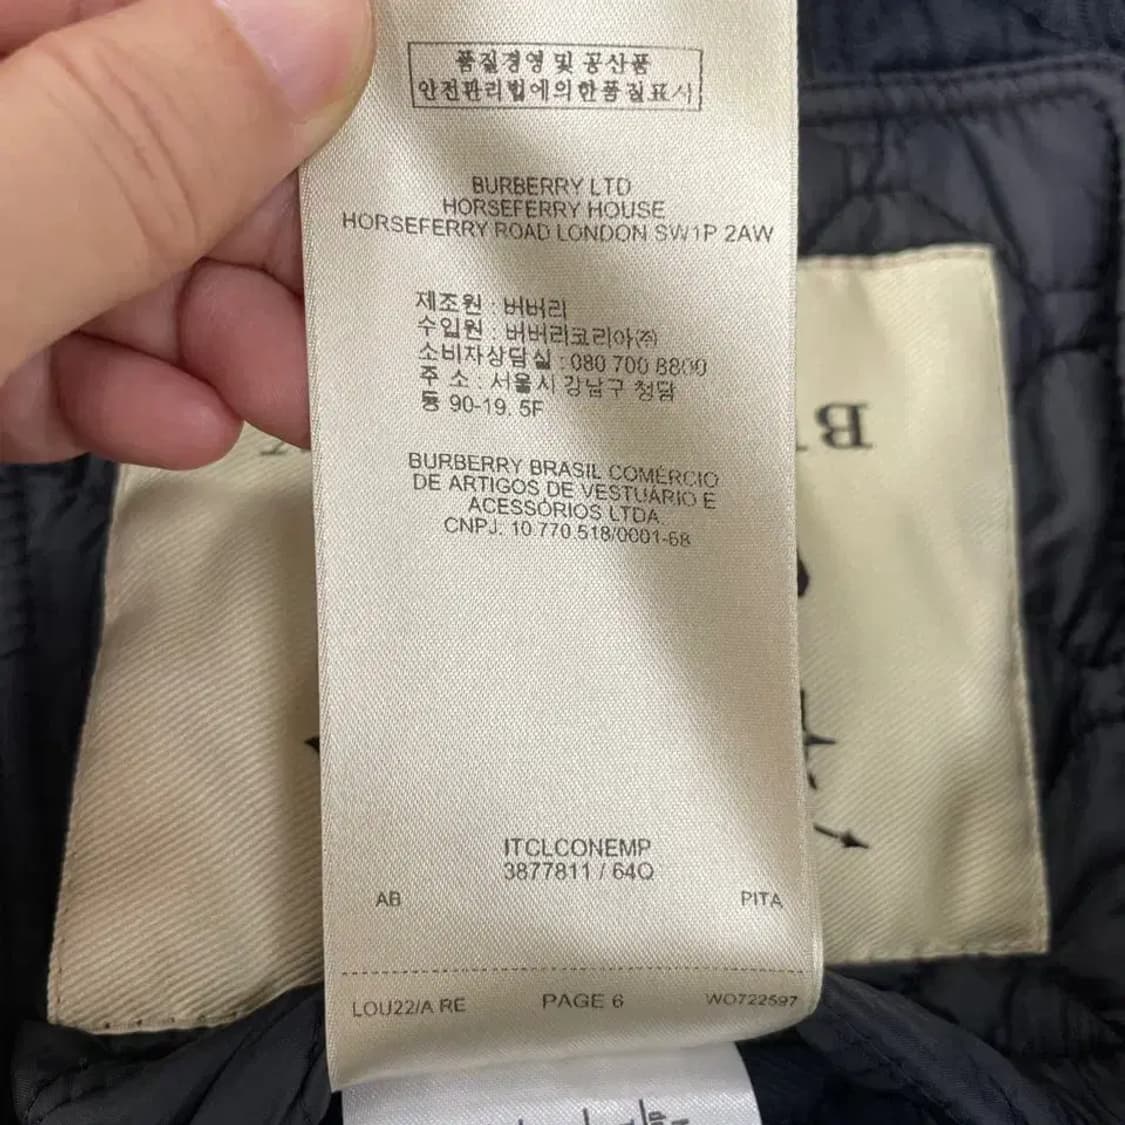 품질경영 및 공산품
안전관리법에의한품질표시
BURBERRY LTD
HORSEFERRY HOUSE
HORSEFERRY ROAD LONDON SW1P 2AW
제조원 : 버버리
수입원 : 버버리코리아(주)
소비자상담실 : 080 700 8800
주 소 : 서울시 강남구 청담
동 90-19. 5F
BURBERRY BRASIL COMÉRCIO
DE ARTIGOS DE VESTUÁRIO E
ACESSÓRIOS LTDA
CNPJ. 10.770.518/0001-68
ITCLCONEMP
3877811 / 64Q
AB PITA
LOU22/A RE PAGE 6 WO722597